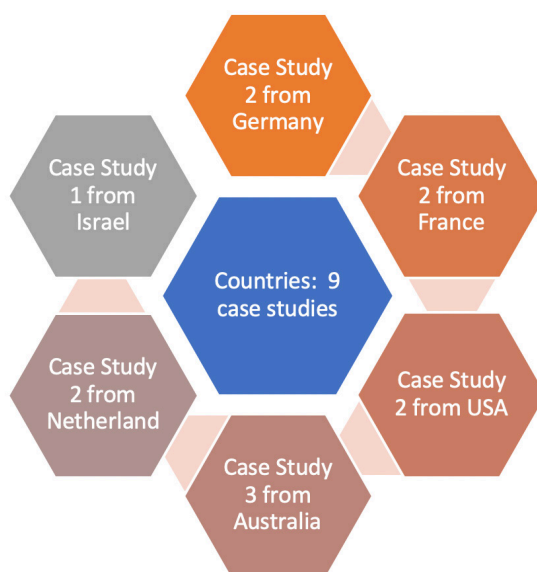 Case Study
2 from
Germany
Case Study
2 from
France
Case Study
2 from USA
Case Study
3 from
Australia
Case Study
2 from
Netherland
Case Study
1 from
Israel
Countries:  9
case studies